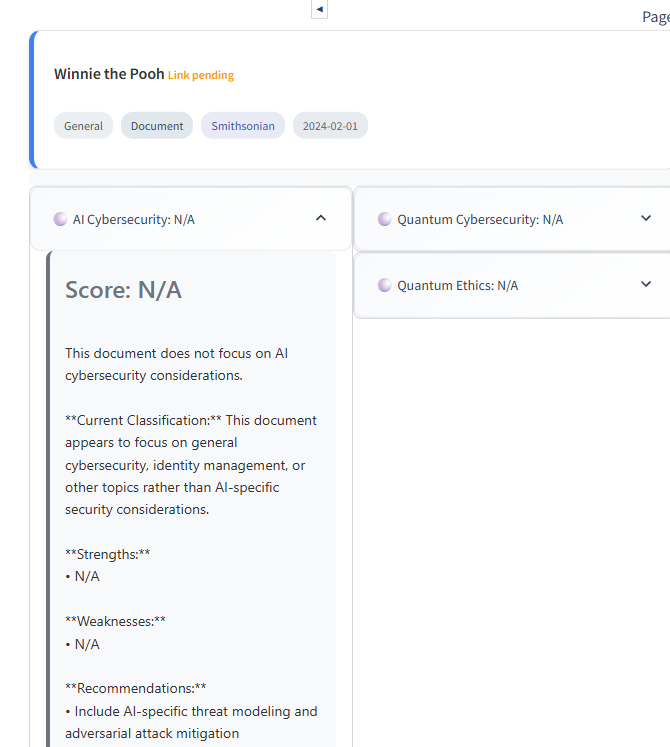 ◄
Page
Winnie the Pooh Link pending
General Document Smithsonian 2024-02-01
AI Cybersecurity: N/A
Quantum Cybersecurity: N/A
Quantum Ethics: N/A
Score: N/A
This document does not focus on AI
cybersecurity considerations.
**Current Classification:** This document
appears to focus on general
cybersecurity, identity management, or
other topics rather than AI-specific
security considerations.
**Strengths:**
• N/A
**Weaknesses:**
• N/A
**Recommendations:**
• Include AI-specific threat modeling and
adversarial attack mitigation